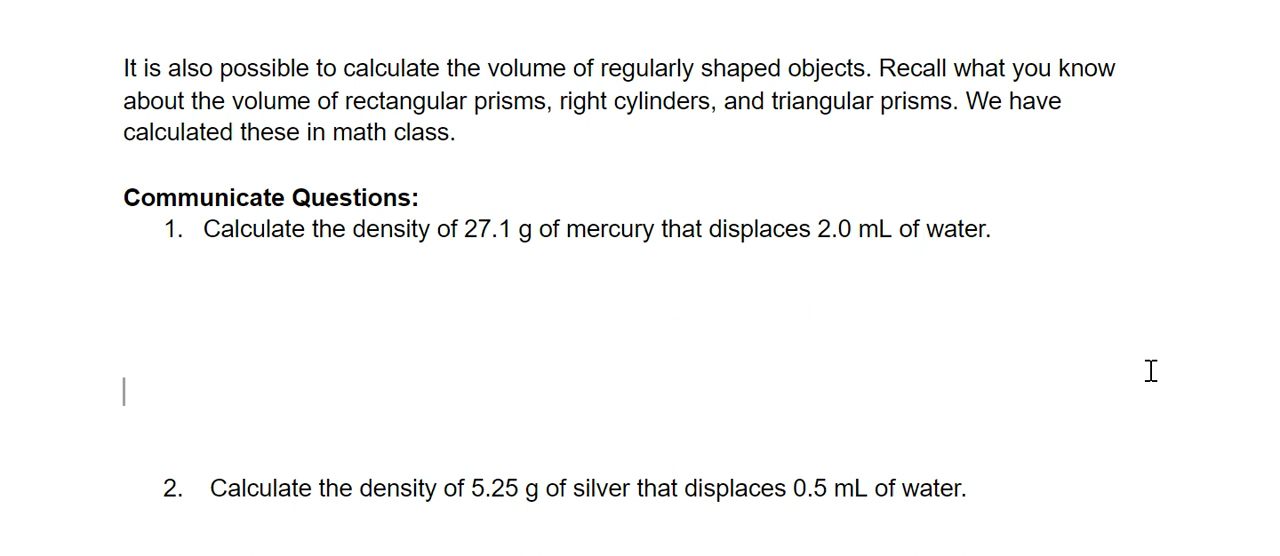 It is also possible to calculate the volume of regularly shaped objects. Recall what you know
about the volume of rectangular prisms, right cylinders, and triangular prisms. We have
calculated these in math class.
Communicate Questions:
1. Calculate the density of 27.1 g of mercury that displaces 2.0 mL of water.
2. Calculate the density of 5.25 g of silver that displaces 0.5 mL of water.